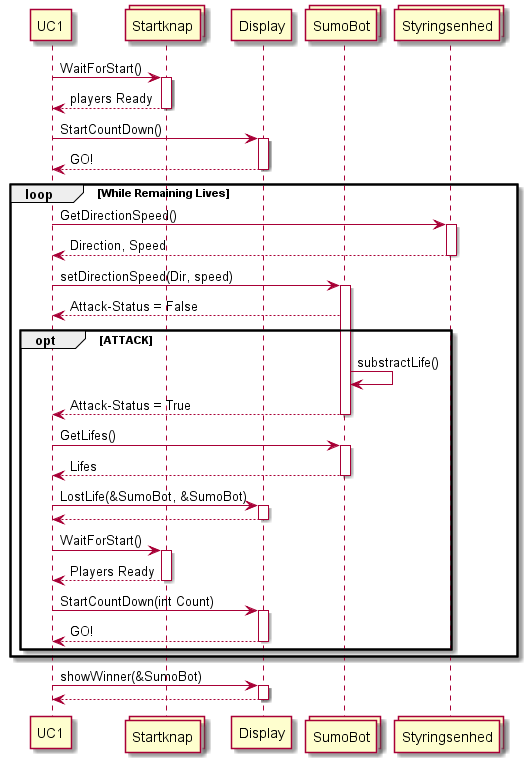 UC1 Startknap Display SumoBot Styringsenhed
WaitForStart()
players Ready
StartCountDown()
GO!
loop [While Remaining Lives]
GetDirectionSpeed()
Direction, Speed
setDirectionSpeed(Dir, speed)
Attack-Status = False
opt [ATTACK]
substractLife()
Attack-Status = True
GetLifes()
Lifes
LostLife(&SumoBot, &SumoBot)
WaitForStart()
Players Ready
StartCountDown(int Count)
GO!
showWinner(&SumoBot)
UC1 Startknap Display SumoBot Styringsenhed